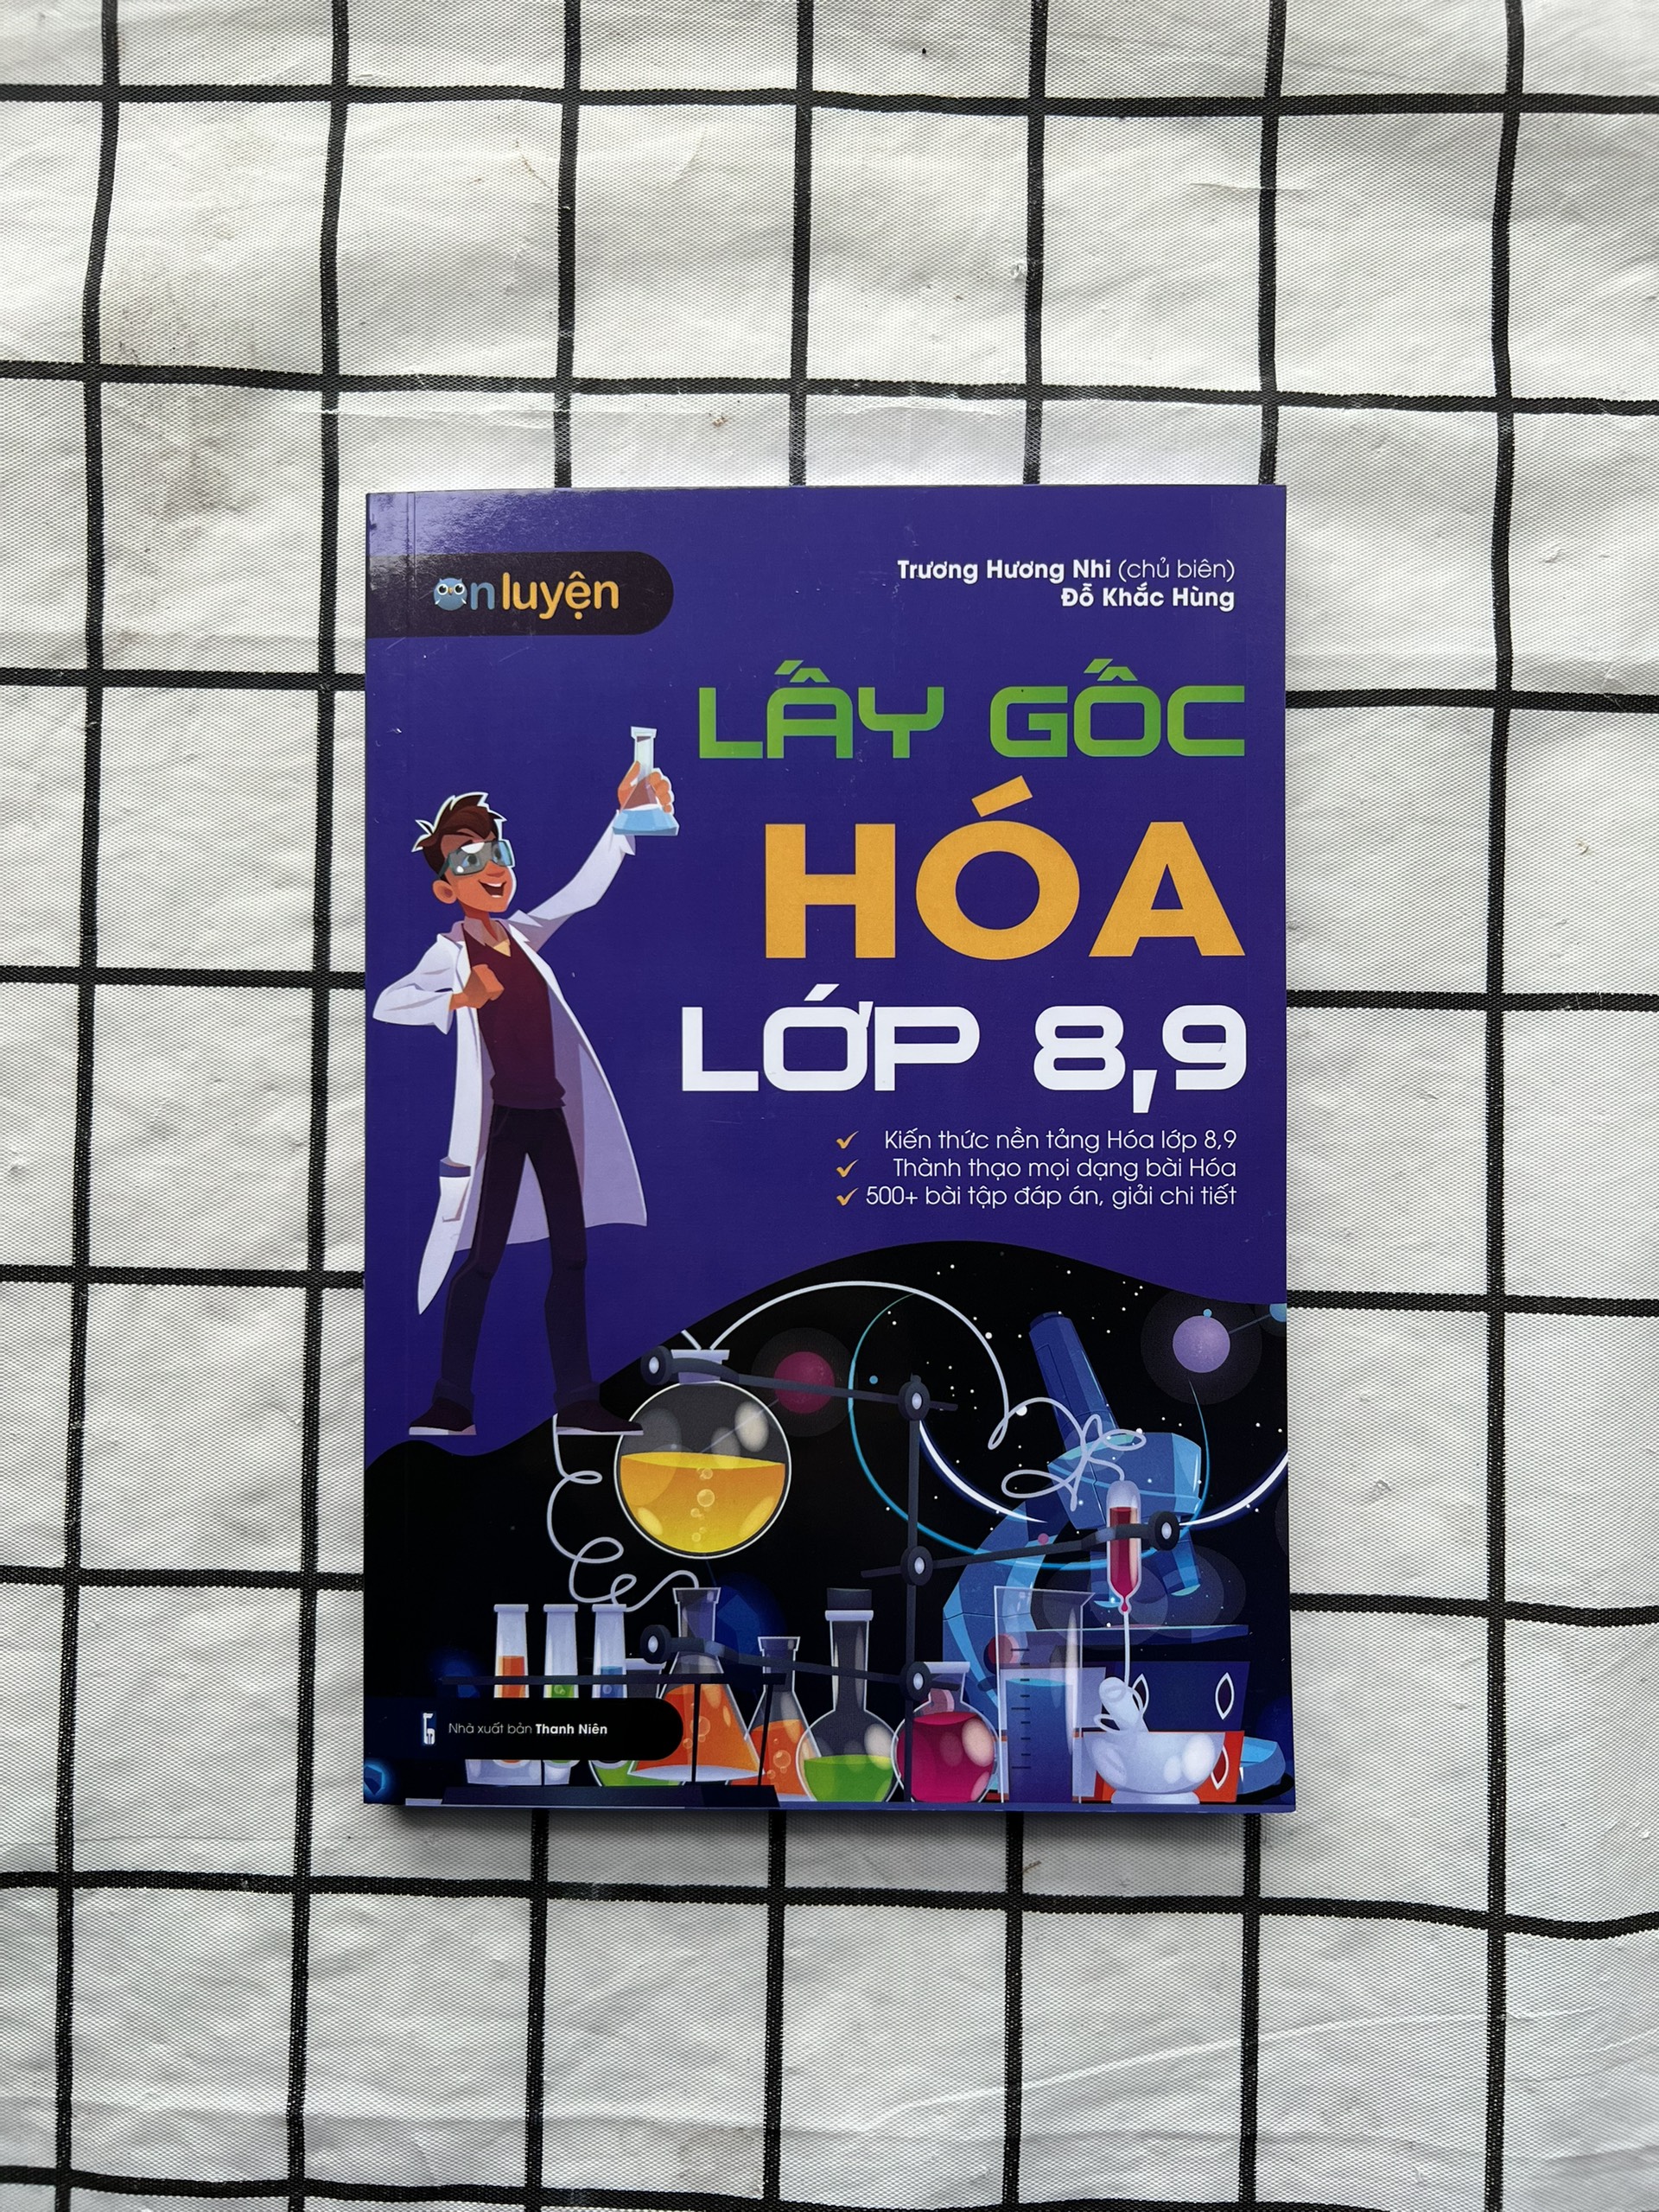 Onluyện
Trương Hương Nhi (chủ biên)
Đỗ Khắc Hùng
LẤY GỐC
HÓA
LỚP 8,9
Kiến thức nền tảng Hóa lớp 8,9
Thành thạo mọi dạng bài Hóa
500+ bài tập đáp án, giải chi tiết
Nhà xuất bản Thanh Niên